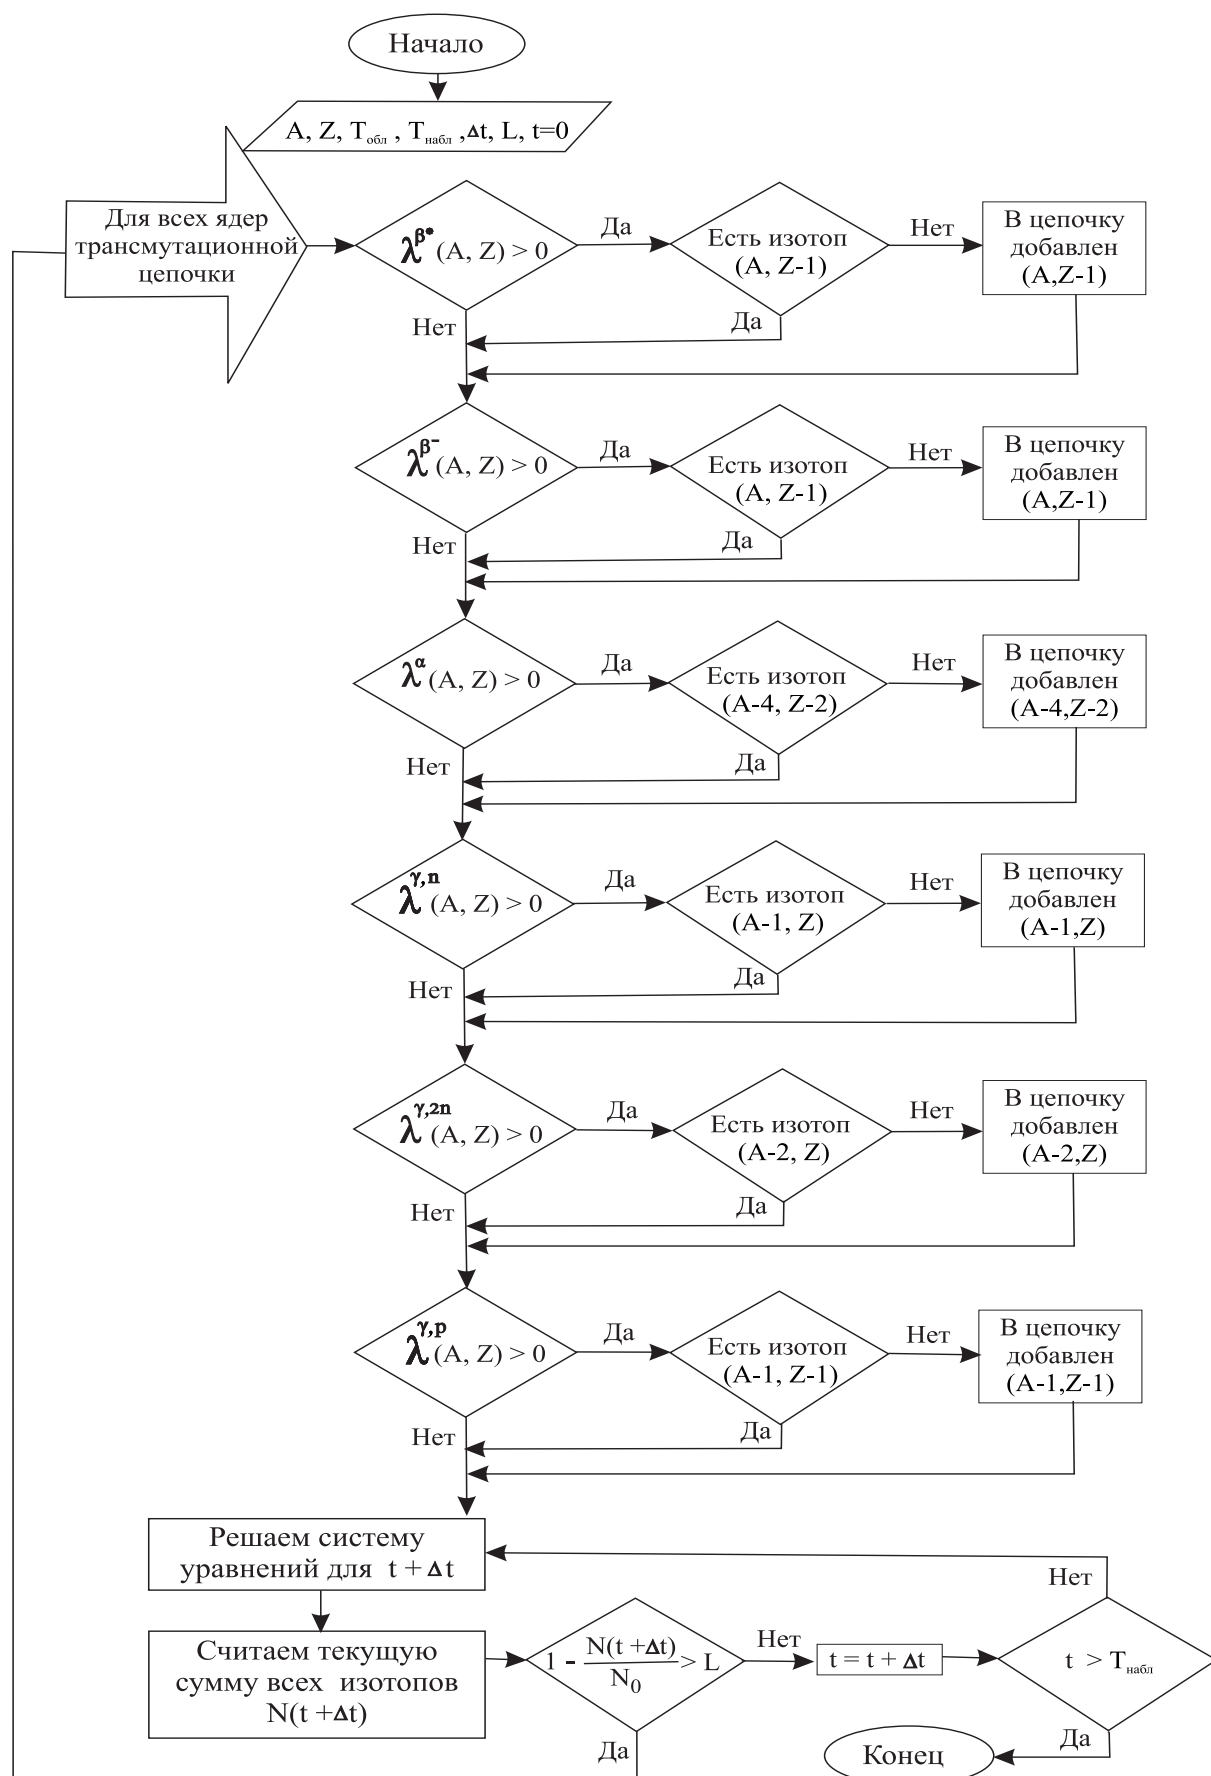 Начало
A, Z, Tобл , Tнабл ,Δt, L, t=0
Для всех ядер
трансмутационной
цепочки
λβ+(A, Z) > 0
Да
Есть изотоп
(A, Z-1)
Нет
В цепочку
добавлен
(A,Z-1)
Нет
Да
λβ−(A, Z) > 0
Да
Есть изотоп
(A, Z-1)
Нет
В цепочку
добавлен
(A,Z-1)
Нет
Да
λα(A, Z) > 0
Да
Есть изотоп
(A-4, Z-2)
Нет
В цепочку
добавлен
(A-4,Z-2)
Нет
Да
λγ,n(A, Z) > 0
Да
Есть изотоп
(A-1, Z)
Нет
В цепочку
добавлен
(A-1,Z)
Нет
Да
λγ,2n(A, Z) > 0
Да
Есть изотоп
(A-2, Z)
Нет
В цепочку
добавлен
(A-2,Z)
Нет
Да
λγ,p(A, Z) > 0
Да
Есть изотоп
(A-1, Z-1)
Нет
В цепочку
добавлен
(A-1,Z-1)
Нет
Да
Решаем систему
уравнений для t + Δt
Считаем текущую
сумму всех изотопов
N(t +Δt)
1 - N(t +Δt)/N0 > L
Нет
t = t + Δt
t > Tнабл
Нет
Да
Да
Конец